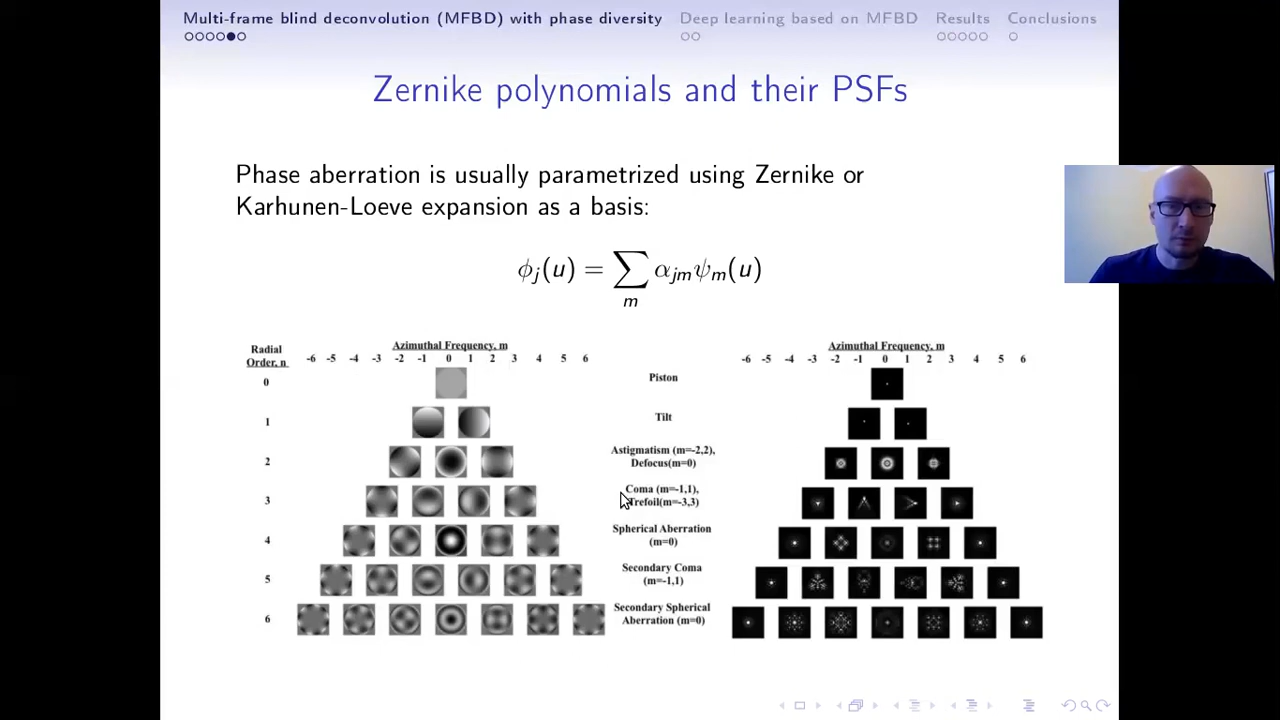 Multi-frame blind deconvolution (MFBD) with phase diversity Deep learning based on MFBD Results Conclusions
Zernike polynomials and their PSFs
Phase aberration is usually parametrized using Zernike or
Karhunen-Loeve expansion as a basis:
ϕj(u) = ∑m αjmψm(u)
Radial
Order, n
Azimuthal Frequency, m
-6 -5 -4 -3 -2 -1 0 1 2 3 4 5 6
0
1
2
3
4
5
6
Piston
Tilt
Astigmatism (m=-2,2),
Defocus(m=0)
Coma (m=-1,1),
Trefoil(m=-3,3)
Spherical Aberration
(m=0)
Secondary Coma
(m=-1,1)
Secondary Spherical
Aberration (m=0)
Azimuthal Frequency, m
-6 -5 -4 -3 -2 -1 0 1 2 3 4 5 6